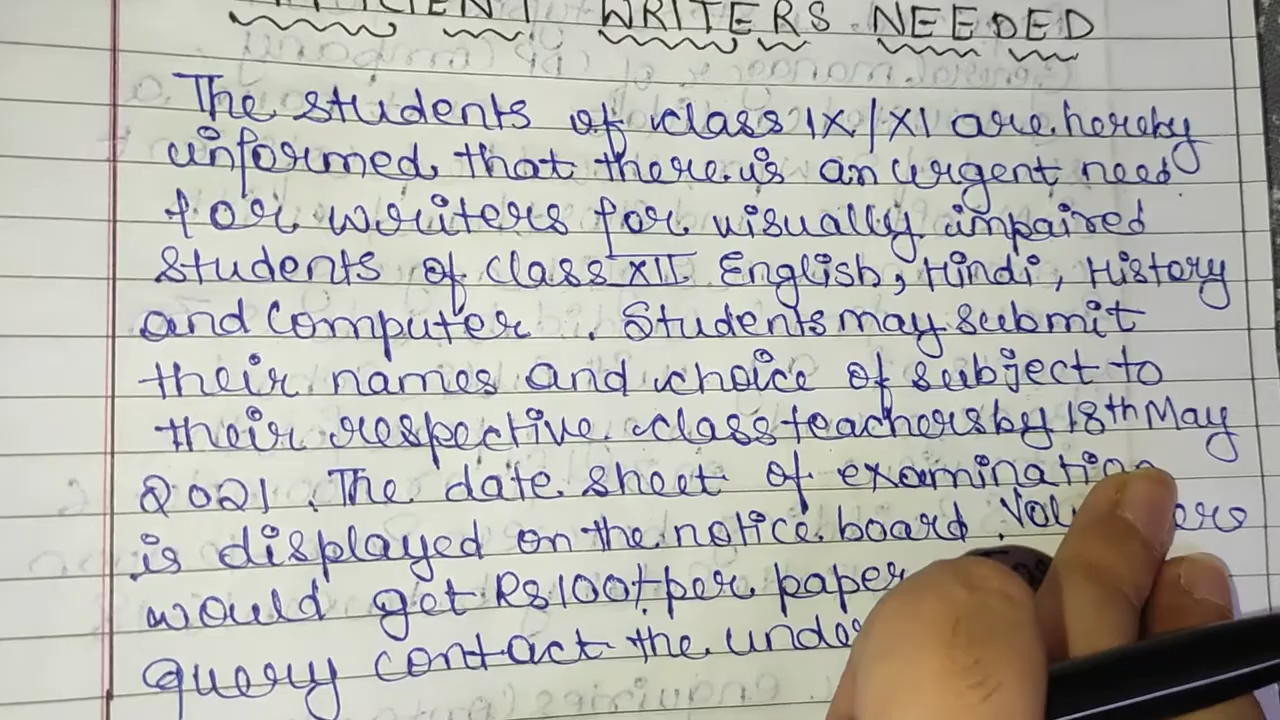 WRITERS NEEDED
The students of class IX/XI are hereby
informed that there is an urgent need
for writers for visually impaired
students of class XII English, Hindi, History
and Computer. Students may submit
their names and choice of subject to
their respective class teachers by 18th May
2021. The date sheet of examination
is displayed on the notice board.
would get Rs 100/- per paper
query contact the